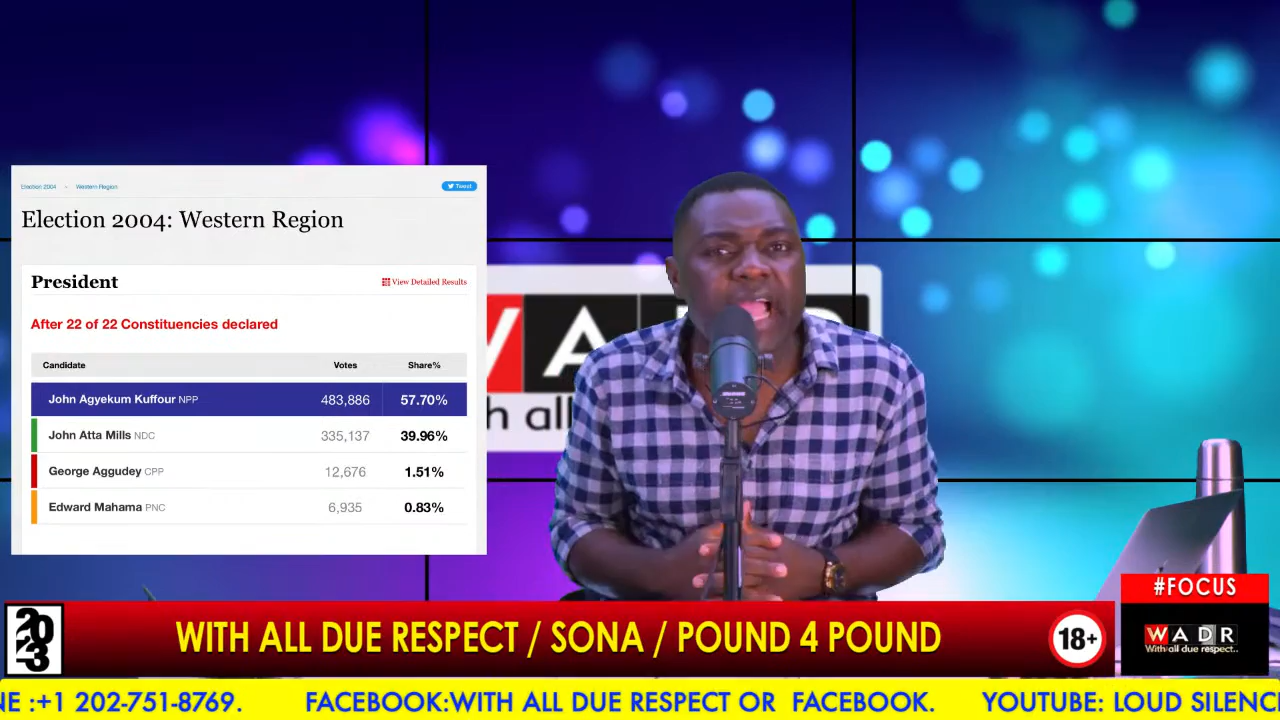 Election 2004 → Western Region
Tweet
Election 2004: Western Region
President
View Detailed Results
After 22 of 22 Constituencies declared
Candidate Votes Share%
John Agyekum Kuffour NPP 483,886 57.70%
John Atta Mills NDC 335,137 39.96%
George Aggudey CPP 12,676 1.51%
Edward Mahama PNC 6,935 0.83%
WADR
h all
#FOCUS
2023
WITH ALL DUE RESPECT / SONA / POUND 4 POUND
18+
WADR
With all due respect..
NE :+1 202-751-8769. FACEBOOK:WITH ALL DUE RESPECT OR FACEBOOK. YOUTUBE: LOUD SILENC